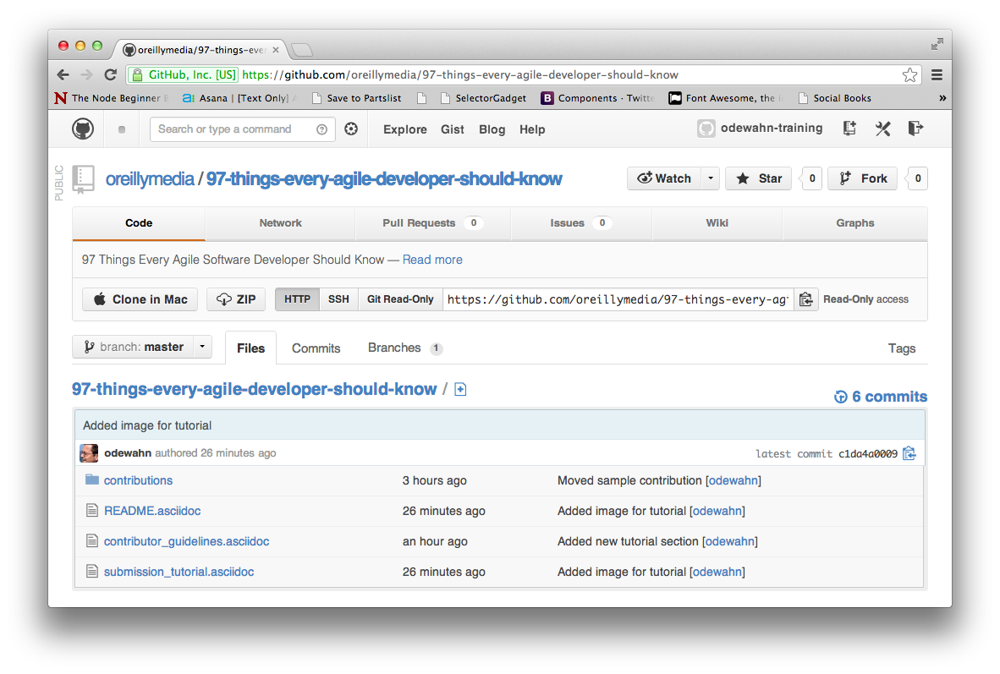 oreillymedia/97-things-ever
GitHub, Inc. [US] https://github.com/oreillymedia/97-things-every-agile-developer-should-know
The Node Beginner Asana | [Text Only] Save to Partslist SelectorGadget B Components · Twitte Font Awesome, the Social Books »
Search or type a command Explore Gist Blog Help odewahn-training
PUBLIC
oreillymedia / 97-things-every-agile-developer-should-know Watch Star 0 Fork 0
Code Network Pull Requests 0 Issues 0 Wiki Graphs
97 Things Every Agile Software Developer Should Know — Read more
Clone in Mac ZIP HTTP SSH Git Read-Only https://github.com/oreillymedia/97-things-every-ag Read-Only access
branch: master Files Commits Branches 1 Tags
97-things-every-agile-developer-should-know /
6 commits
Added image for tutorial
odewahn authored 26 minutes ago latest commit c1da4a0009
contributions 3 hours ago Moved sample contribution [odewahn]
README.asciidoc 26 minutes ago Added image for tutorial [odewahn]
contributor_guidelines.asciidoc an hour ago Added new tutorial section [odewahn]
submission_tutorial.asciidoc 26 minutes ago Added image for tutorial [odewahn]